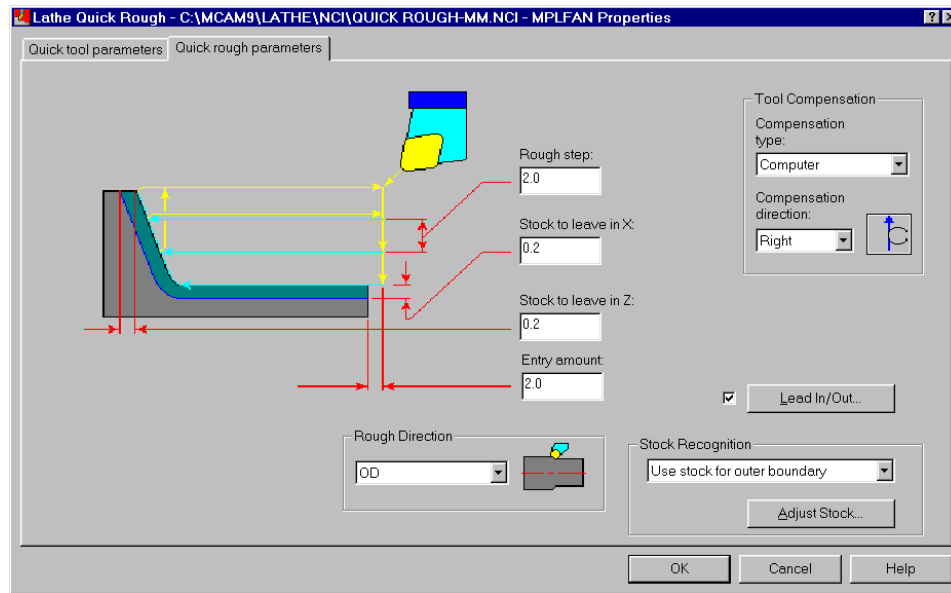 Lathe Quick Rough - C:\MCAM9\LATHE\NCI\QUICK ROUGH-MM.NCI - MPLFAN Properties
Quick tool parameters
Quick rough parameters
Rough step:
2.0
Stock to leave in X:
0.2
Stock to leave in Z:
0.2
Entry amount:
2.0
Tool Compensation
Compensation
type:
Computer
Compensation
direction:
Right
Lead In/Out...
Rough Direction
OD
Stock Recognition
Use stock for outer boundary
Adjust Stock...
OK
Cancel
Help